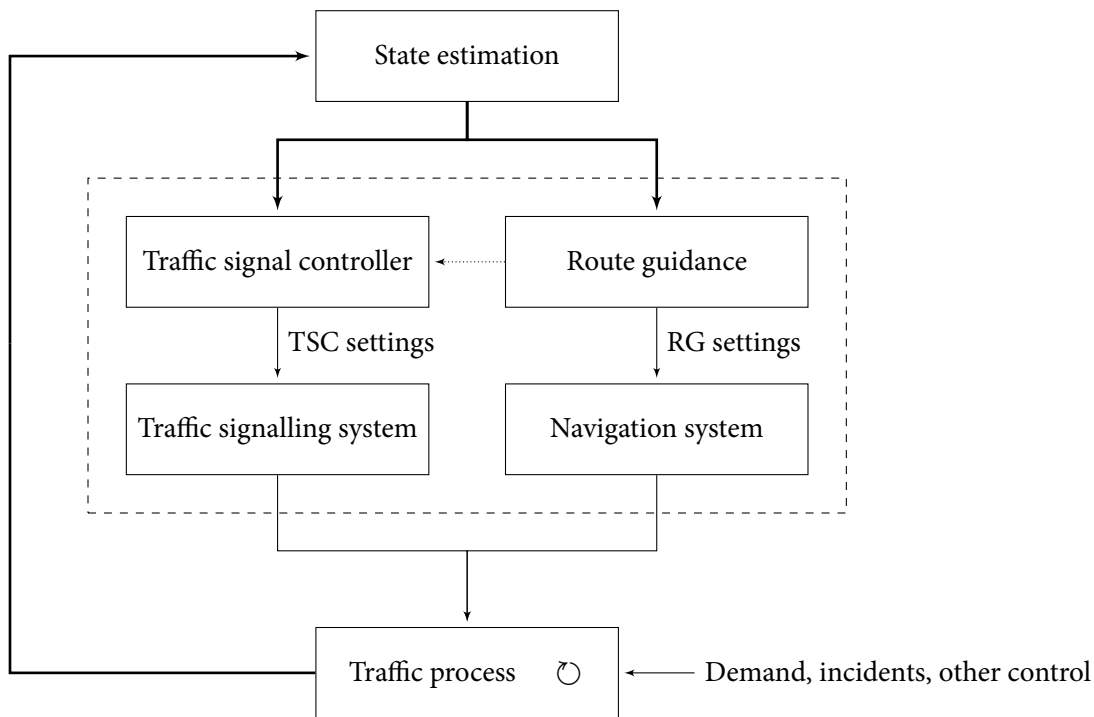 State estimation
Traffic signal controller
Route guidance
TSC settings
RG settings
Traffic signalling system
Navigation system
Traffic process
Demand, incidents, other control